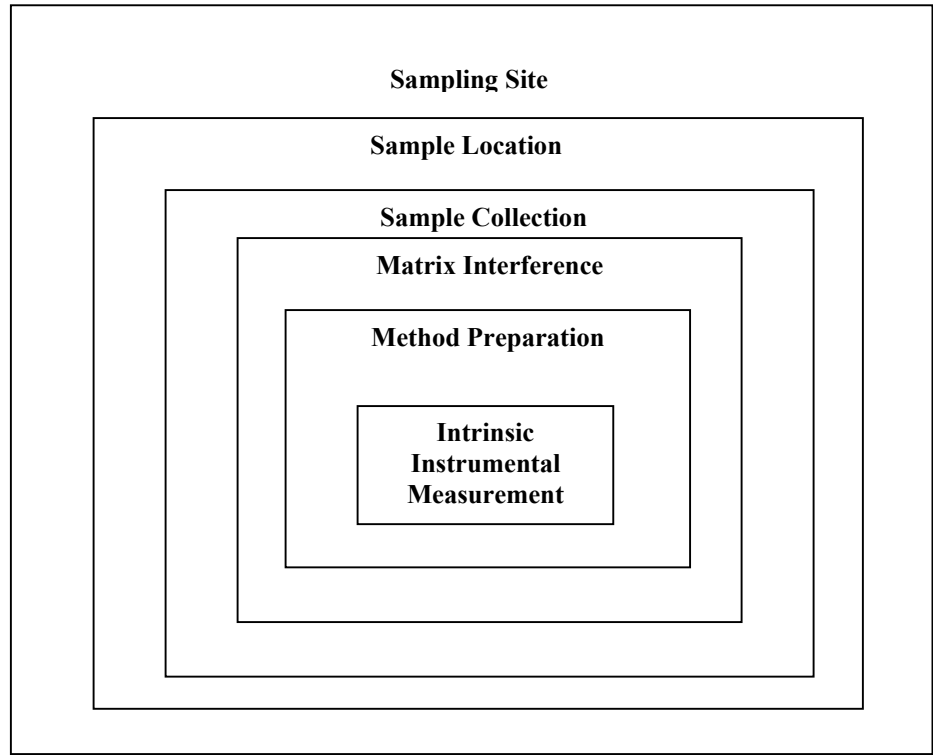 Sampling Site
Sample Location
Sample Collection
Matrix Interference
Method Preparation
Intrinsic
Instrumental
Measurement